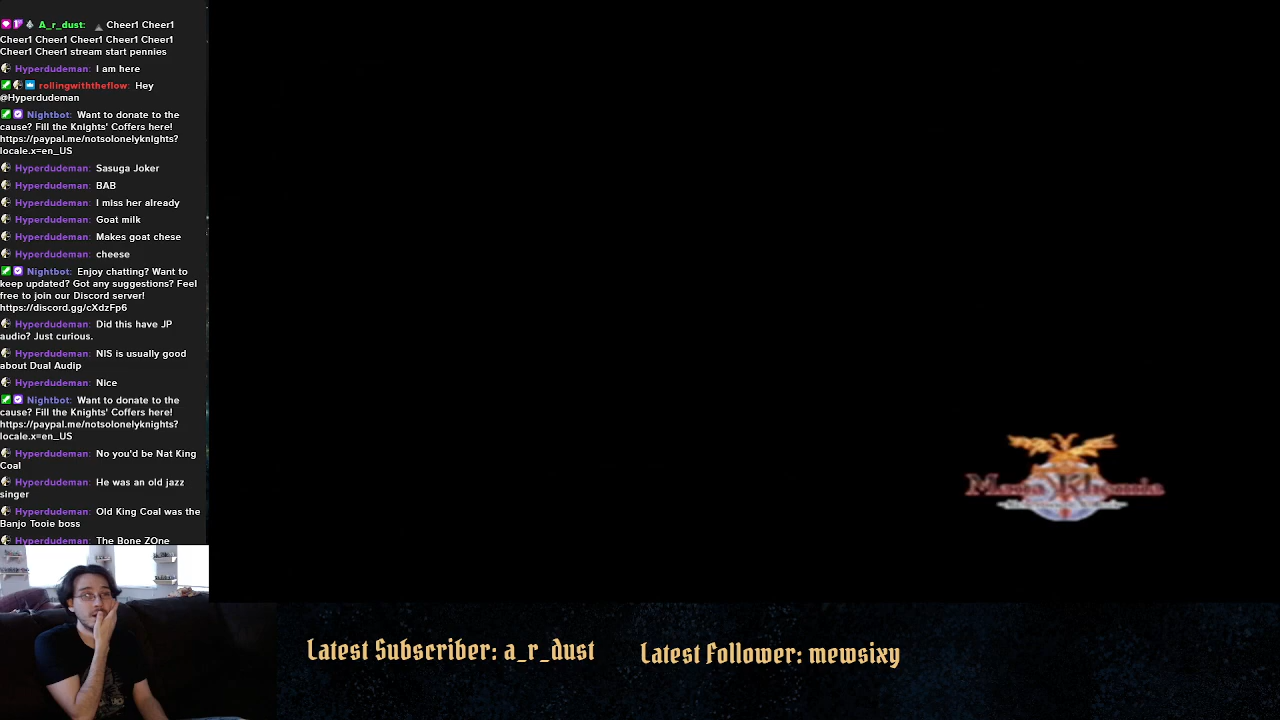 A_r_dust: Cheer1 Cheer1
Cheer1 Cheer1 Cheer1 Cheer1
Cheer1 Cheer1 stream start pennies
Hyperdudeman: I am here
rollingwiththeflow: Hey
@Hyperdudeman
Nightbot: Want to donate to the
cause? Fill the Knights' Coffers here!
https://paypal.me/notsolonelyknights?
locale.x=en_US
Hyperdudeman: Sasuga Joker
Hyperdudeman: BAB
Hyperdudeman: I miss her already
Hyperdudeman: Goat milk
Hyperdudeman: Makes goat chese
Hyperdudeman: cheese
Nightbot: Enjoy chatting? Want to
keep updated? Got any suggestions? Feel
free to join our Discord server!
https://discord.gg/cXdzFp6
Hyperdudeman: Did this have JP
audio? Just curious.
Hyperdudeman: NIS is usually good
about Dual Audip
Hyperdudeman: Nice
Nightbot: Want to donate to the
cause? Fill the Knights' Coffers here!
https://paypal.me/notsolonelyknights?
locale.x=en_US
Hyperdudeman: No you'd be Nat King
Coal
Hyperdudeman: He was an old jazz
singer
Hyperdudeman: Old King Coal was the
Banjo Tooie boss
Hyperdudeman: The Bone ZOne
Mana Khemia
Latest Subscriber: a_r_dust
Latest Follower: mewsixy